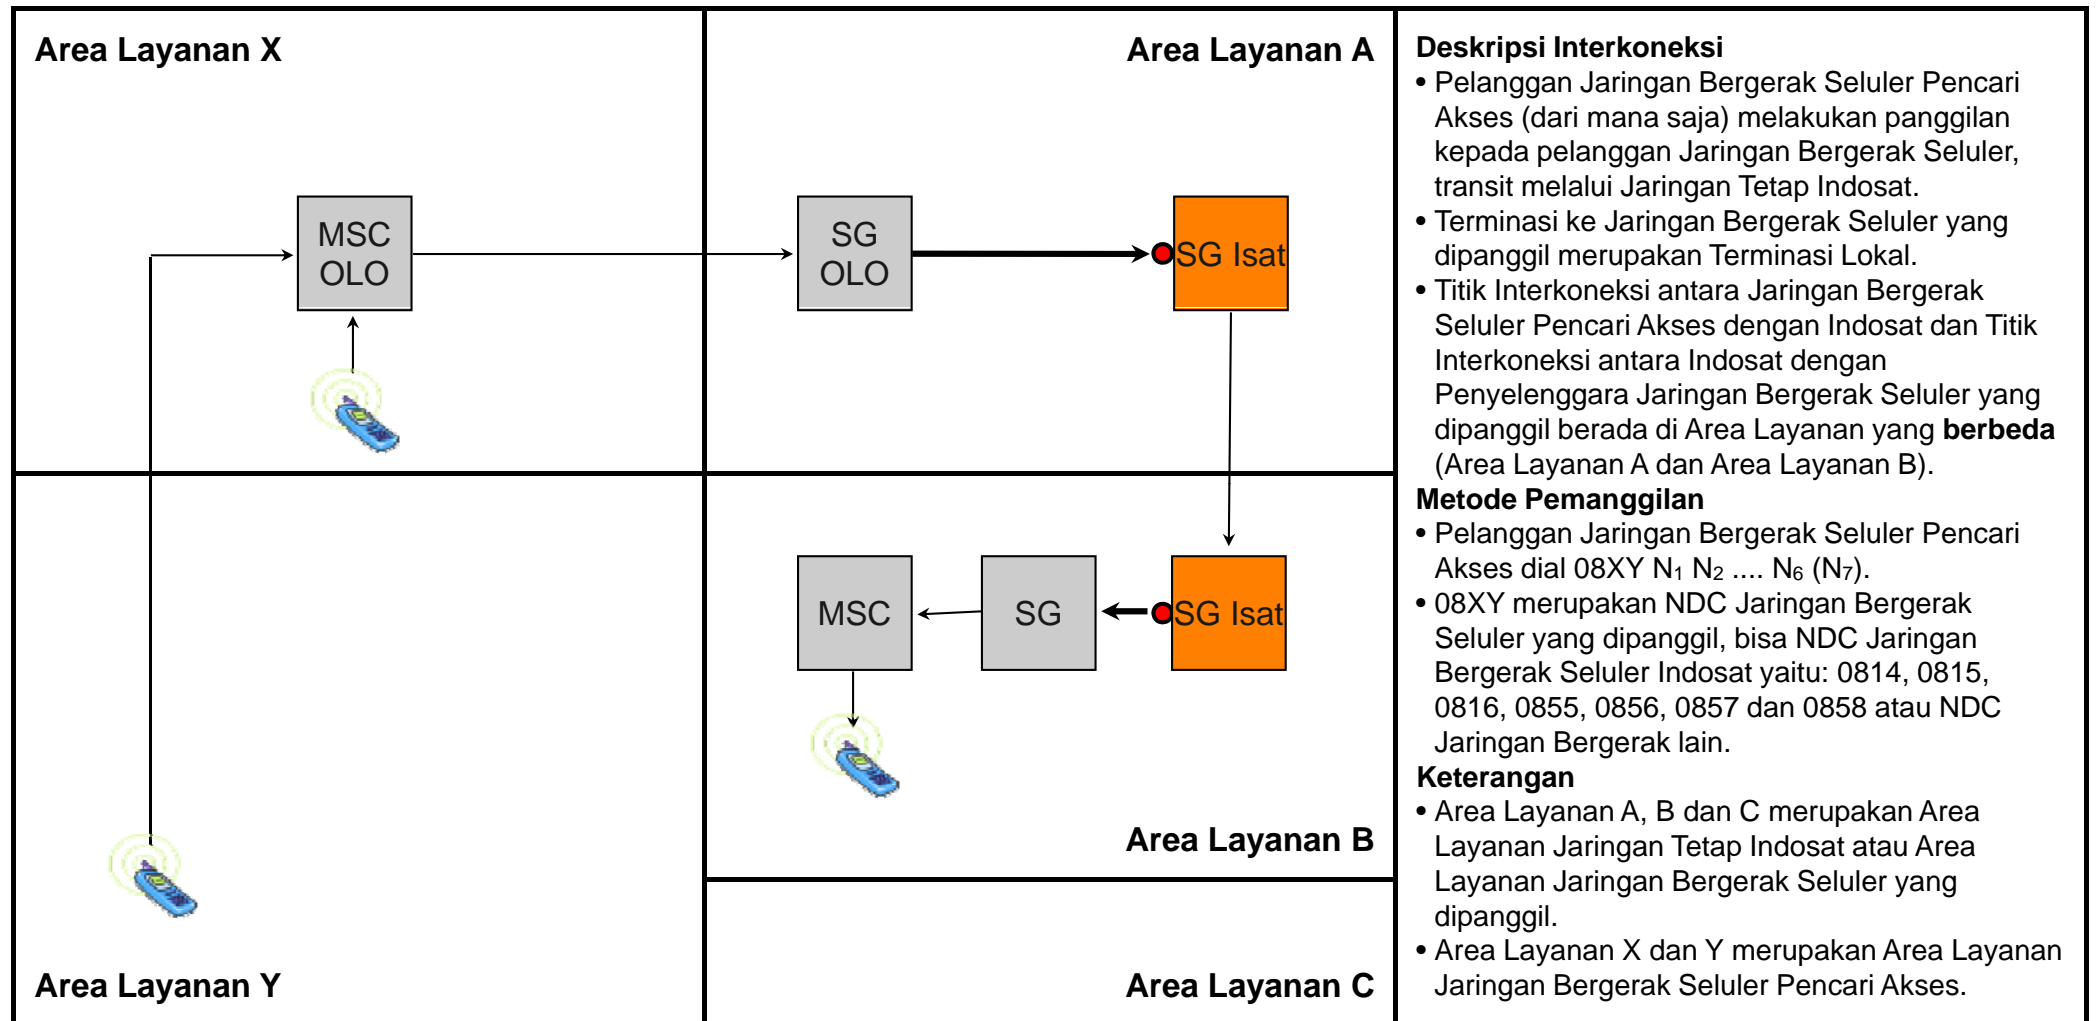 Area Layanan X
Area Layanan A
MSC
OLO
SG
OLO
SG Isat
MSC
SG
SG Isat
Area Layanan B
Area Layanan Y
Area Layanan C
Deskripsi Interkoneksi
• Pelanggan Jaringan Bergerak Seluler Pencari
Akses (dari mana saja) melakukan panggilan
kepada pelanggan Jaringan Bergerak Seluler,
transit melalui Jaringan Tetap Indosat.
• Terminasi ke Jaringan Bergerak Seluler yang
dipanggil merupakan Terminasi Lokal.
• Titik Interkoneksi antara Jaringan Bergerak
Seluler Pencari Akses dengan Indosat dan Titik
Interkoneksi antara Indosat dengan
Penyelenggara Jaringan Bergerak Seluler yang
dipanggil berada di Area Layanan yang berbeda
(Area Layanan A dan Area Layanan B).
Metode Pemanggilan
• Pelanggan Jaringan Bergerak Seluler Pencari
Akses dial 08XY N₁ N₂ .... N₆ (N₇).
• 08XY merupakan NDC Jaringan Bergerak
Seluler yang dipanggil, bisa NDC Jaringan
Bergerak Seluler Indosat yaitu: 0814, 0815,
0816, 0855, 0856, 0857 dan 0858 atau NDC
Jaringan Bergerak lain.
Keterangan
• Area Layanan A, B dan C merupakan Area
Layanan Jaringan Tetap Indosat atau Area
Layanan Jaringan Bergerak Seluler yang
dipanggil.
• Area Layanan X dan Y merupakan Area Layanan
Jaringan Bergerak Seluler Pencari Akses.